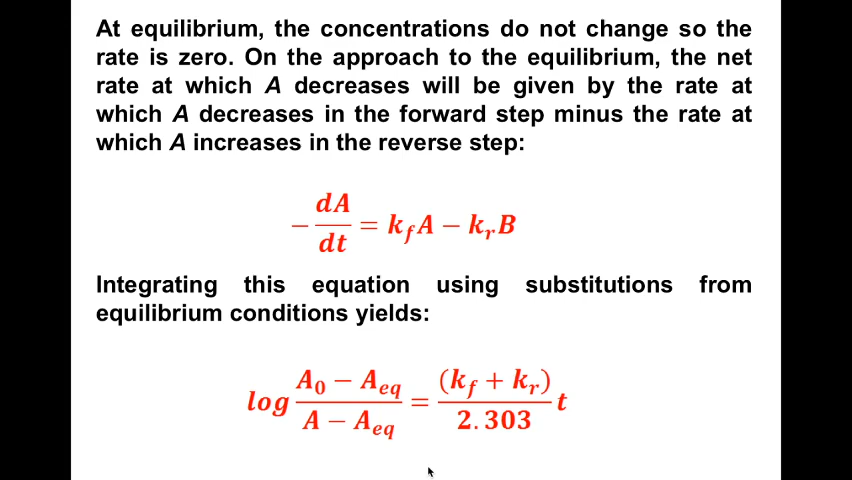 At equilibrium, the concentrations do not change so the
rate is zero. On the approach to the equilibrium, the net
rate at which A decreases will be given by the rate at
which A decreases in the forward step minus the rate at
which A increases in the reverse step:
− dA/dt = k_f A − k_r B
Integrating this equation using substitutions from
equilibrium conditions yields:
log (A_0 − A_eq)/(A − A_eq) = (k_f + k_r)/2.303 t